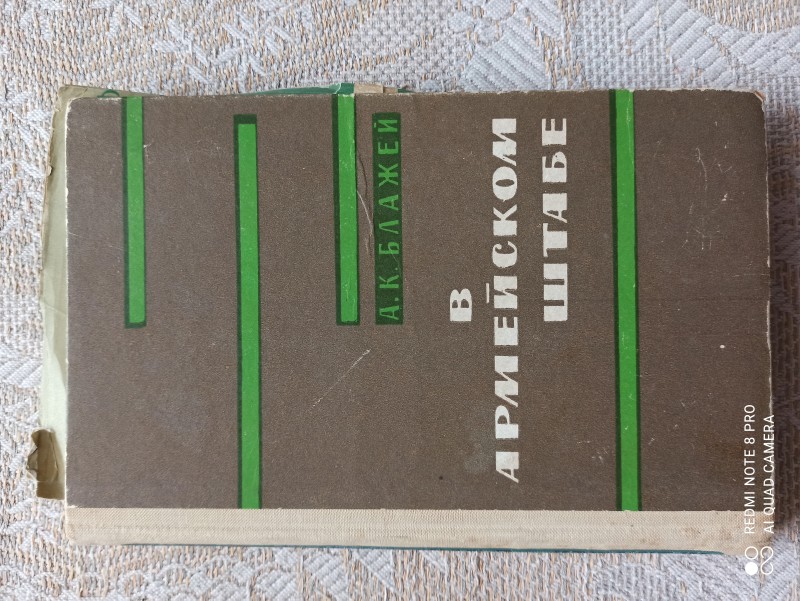 А.К. БЛАЖЕЙ
В
АРМЕЙСКОМ
ШТАБЕ
REDMI NOTE 8 PRO
AI QUAD CAMERA